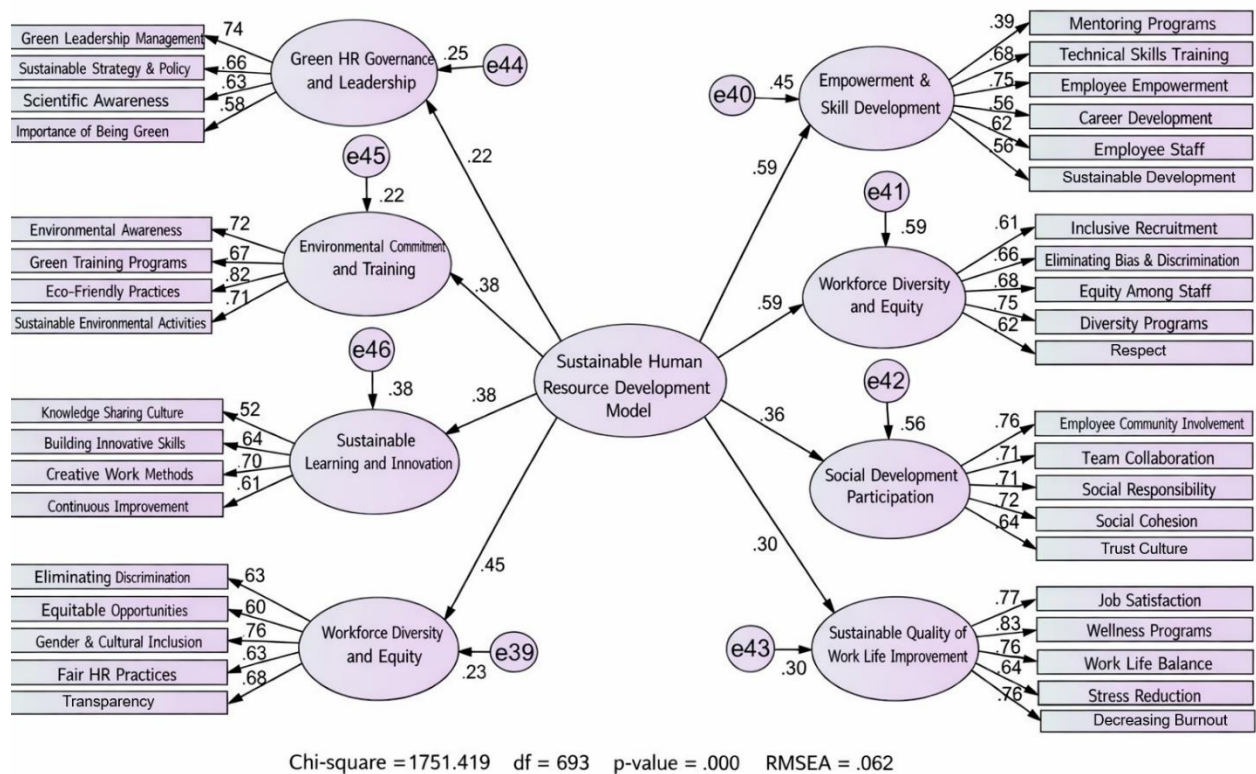 .74
Green Leadership Management
.66
Sustainable Strategy & Policy
.63
Scientific Awareness
.58
Importance of Being Green
Green HR Governance
and Leadership
.25
e44
.22
e45
.22
.72
Environmental Awareness
.67
Green Training Programs
.82
Eco-Friendly Practices
.71
Sustainable Environmental Activities
Environmental Commitment
and Training
.38
e46
.38
.52
Knowledge Sharing Culture
.64
Building Innovative Skills
.70
Creative Work Methods
.61
Continuous Improvement
Sustainable
Learning and Innovation
.38
.63
Eliminating Discrimination
.60
Equitable Opportunities
.76
Gender & Cultural Inclusion
.63
Fair HR Practices
.68
Transparency
Workforce Diversity
and Equity
e39
.23
.45
Sustainable Human
Resource Development
Model
.39
Mentoring Programs
.68
Technical Skills Training
.75
Employee Empowerment
.56
Career Development
62
Employee Staff
.56
Sustainable Development
Empowerment &
Skill Development
.45
e40
.59
e41
.59
.61
Inclusive Recruitment
.66
Eliminating Bias & Discrimination
.68
Equity Among Staff
.75
Diversity Programs
62
Respect
Workforce Diversity
and Equity
.59
e42
.56
.76
Employee Community Involvement
.71
Team Collaboration
.71
Social Responsibility
.72
Social Cohesion
.64
Trust Culture
Social Development
Participation
.36
.77
Job Satisfaction
.83
Wellness Programs
.76
Work Life Balance
.64
Stress Reduction
.76
Decreasing Burnout
Sustainable Quality of
Work Life Improvement
e43
.30
.30
Chi-square = 1751.419 df = 693 p-value = .000 RMSEA = .062